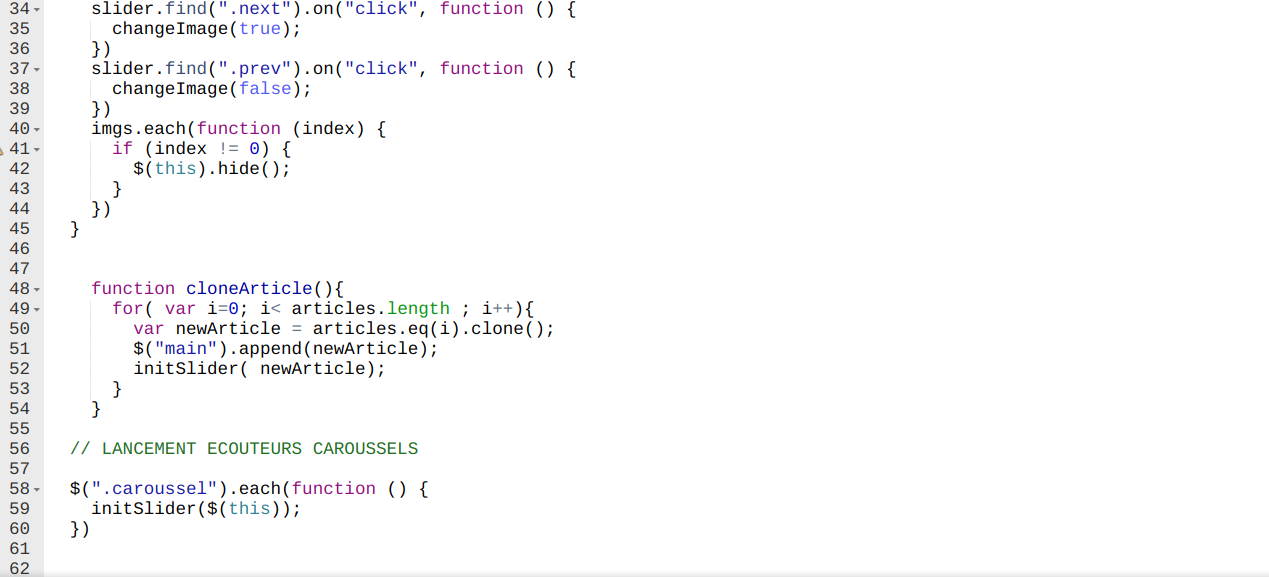 34 slider.find(".next").on("click", function () {
35 changeImage(true);
36 })
37 slider.find(".prev").on("click", function () {
38 changeImage(false);
39 })
40 imgs.each(function (index) {
41 if (index != 0) {
42 $(this).hide();
43 }
44 })
45 }
46
47
48 function cloneArticle(){
49 for( var i=0; i< articles.length ; i++){
50 var newArticle = articles.eq(i).clone();
51 $("main").append(newArticle);
52 initSlider( newArticle);
53 }
54 }
55
56 // LANCEMENT ECOUTEURS CAROUSSELS
57
58 $(".caroussel").each(function () {
59 initSlider($(this));
60 })
61
62